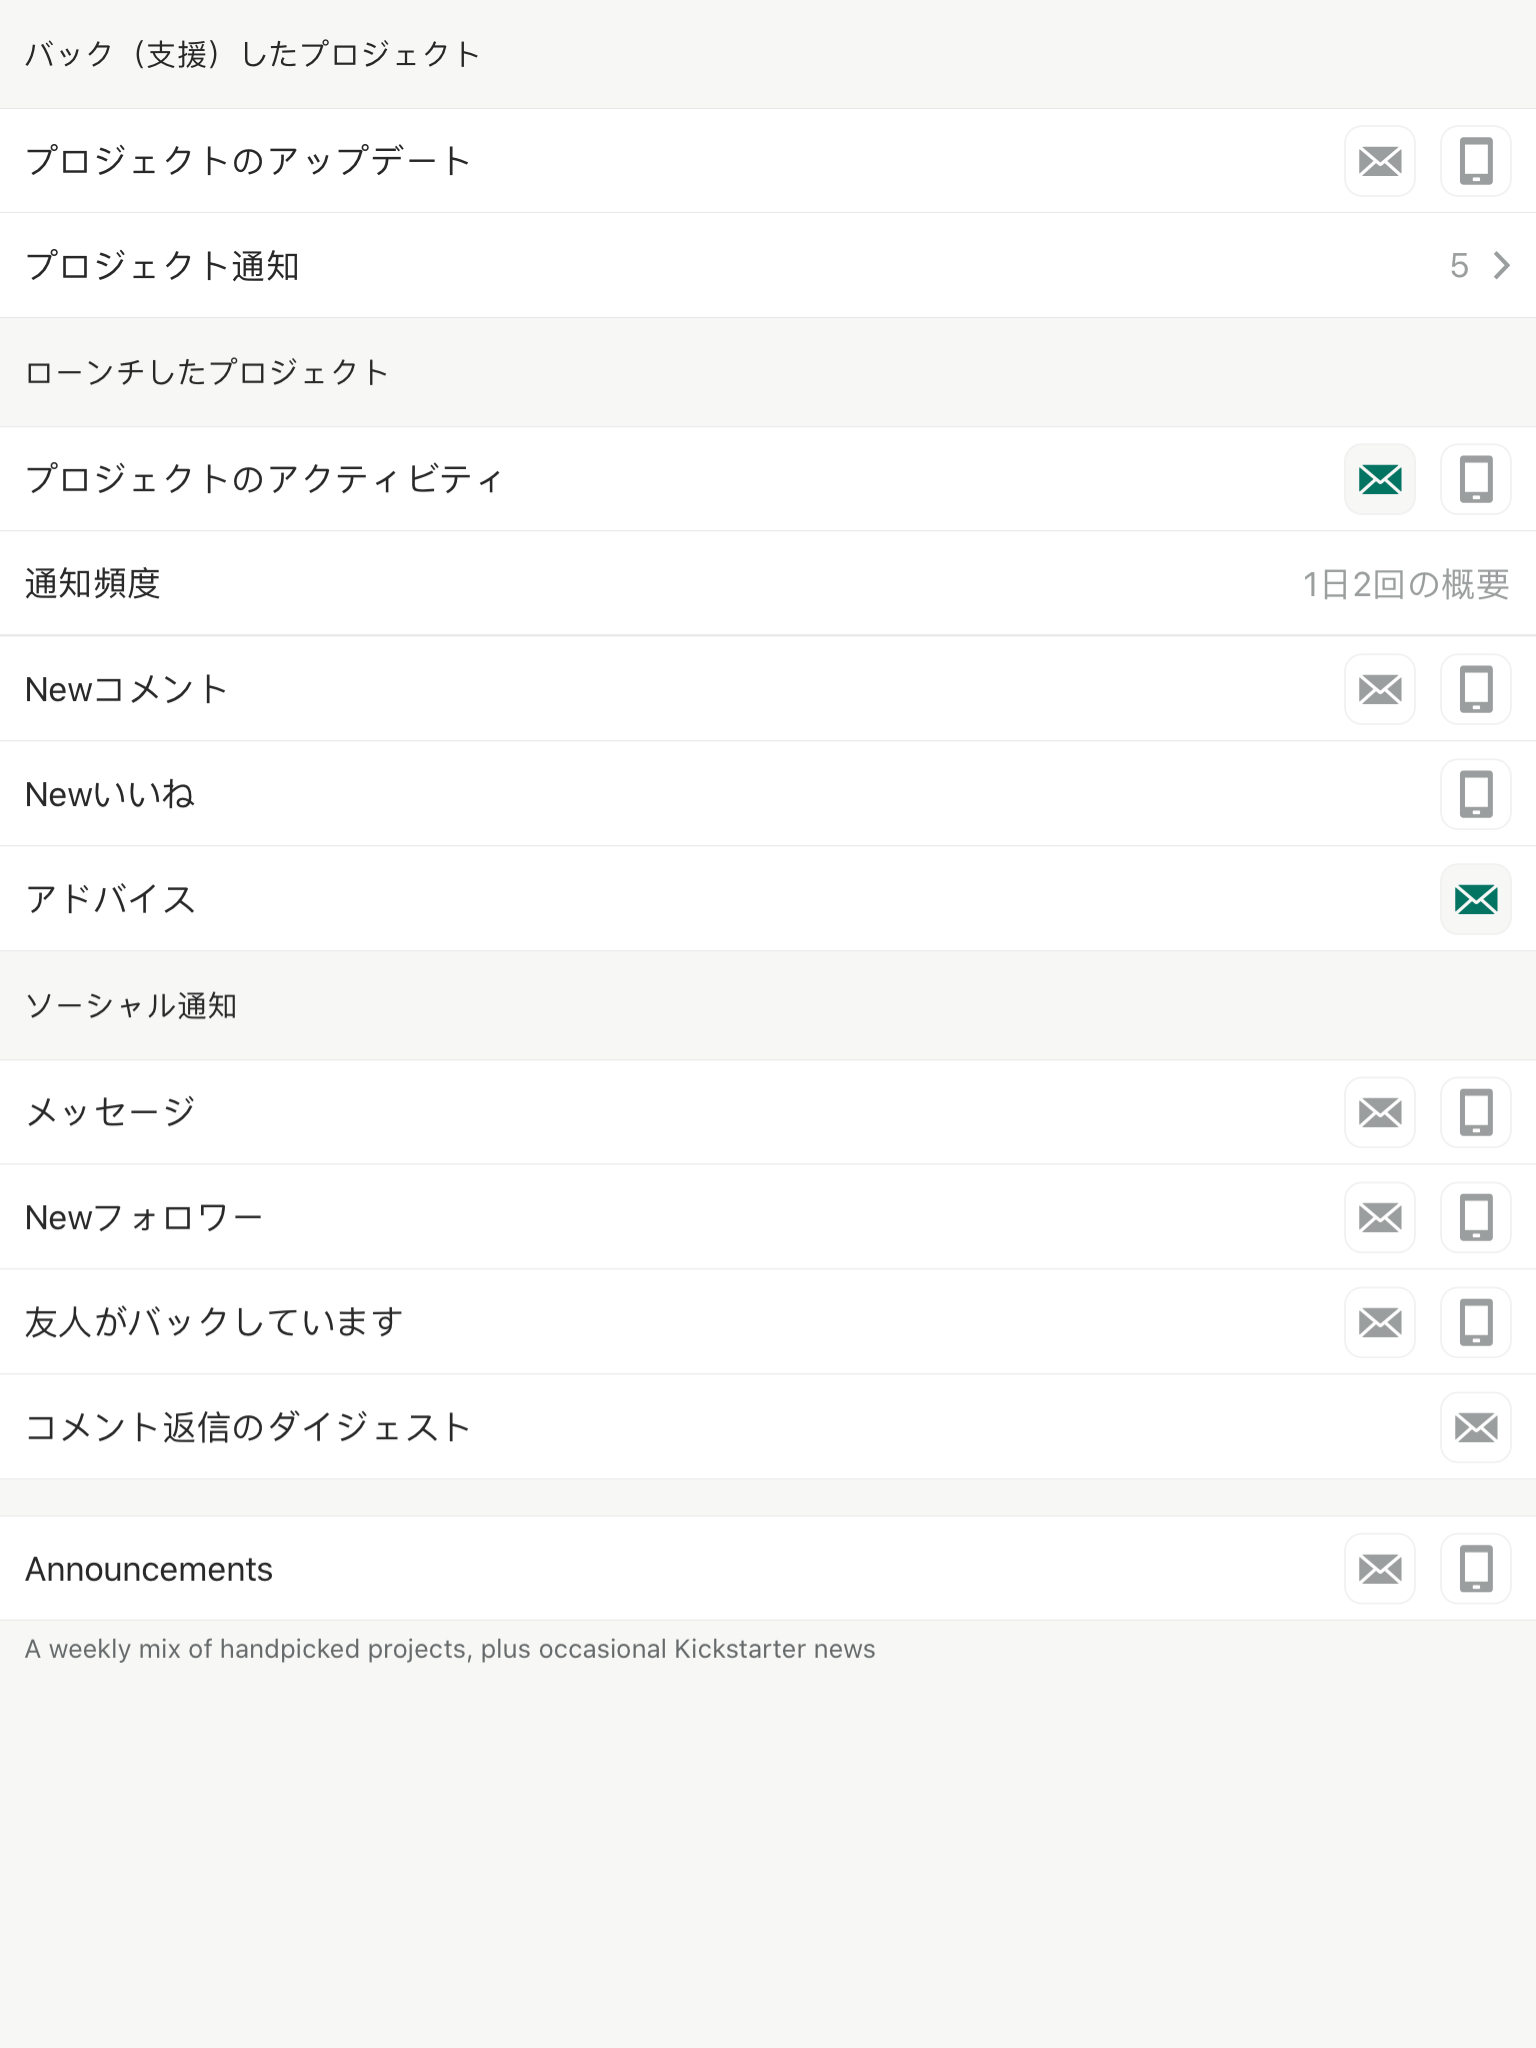 バック（支援）したプロジェクト
プロジェクトのアップデート
プロジェクト通知 5
ローンチしたプロジェクト
プロジェクトのアクティビティ
通知頻度 1日2回の概要
Newコメント
Newいいね
アドバイス
ソーシャル通知
メッセージ
Newフォロワー
友人がバックしています
コメント返信のダイジェスト
Announcements
A weekly mix of handpicked projects, plus occasional Kickstarter news